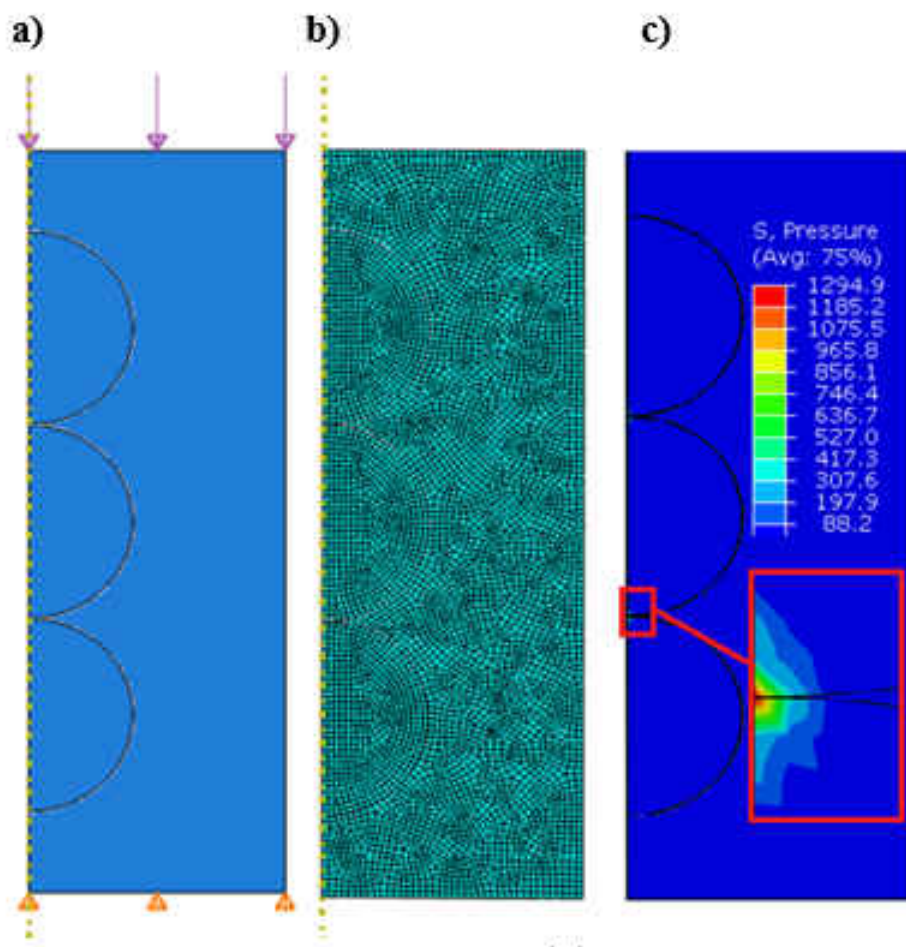 a)
b)
c)
S, Pressure
(Avg: 75%)
1294.9
1185.2
1075.5
965.8
856.1
746.4
636.7
527.0
417.3
307.6
197.9
88.2